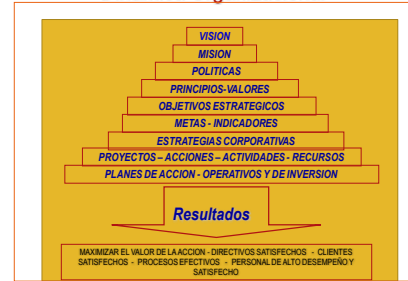 VISION
MISION
POLITICAS
PRINCIPIOS-VALORES
OBJETIVOS ESTRATEGICOS
METAS - INDICADORES
ESTRATEGIAS CORPORATIVAS
PROYECTOS – ACCIONES – ACTIVIDADES - RECURSOS
PLANES DE ACCION - OPERATIVOS Y DE INVERSION
Resultados
MAXIMIZAR EL VALOR DE LA ACCION - DIRECTIVOS SATISFECHOS - CLIENTES
SATISFECHOS - PROCESOS EFECTIVOS - PERSONAL DE ALTO DESEMPEÑO Y
SATISFECHO